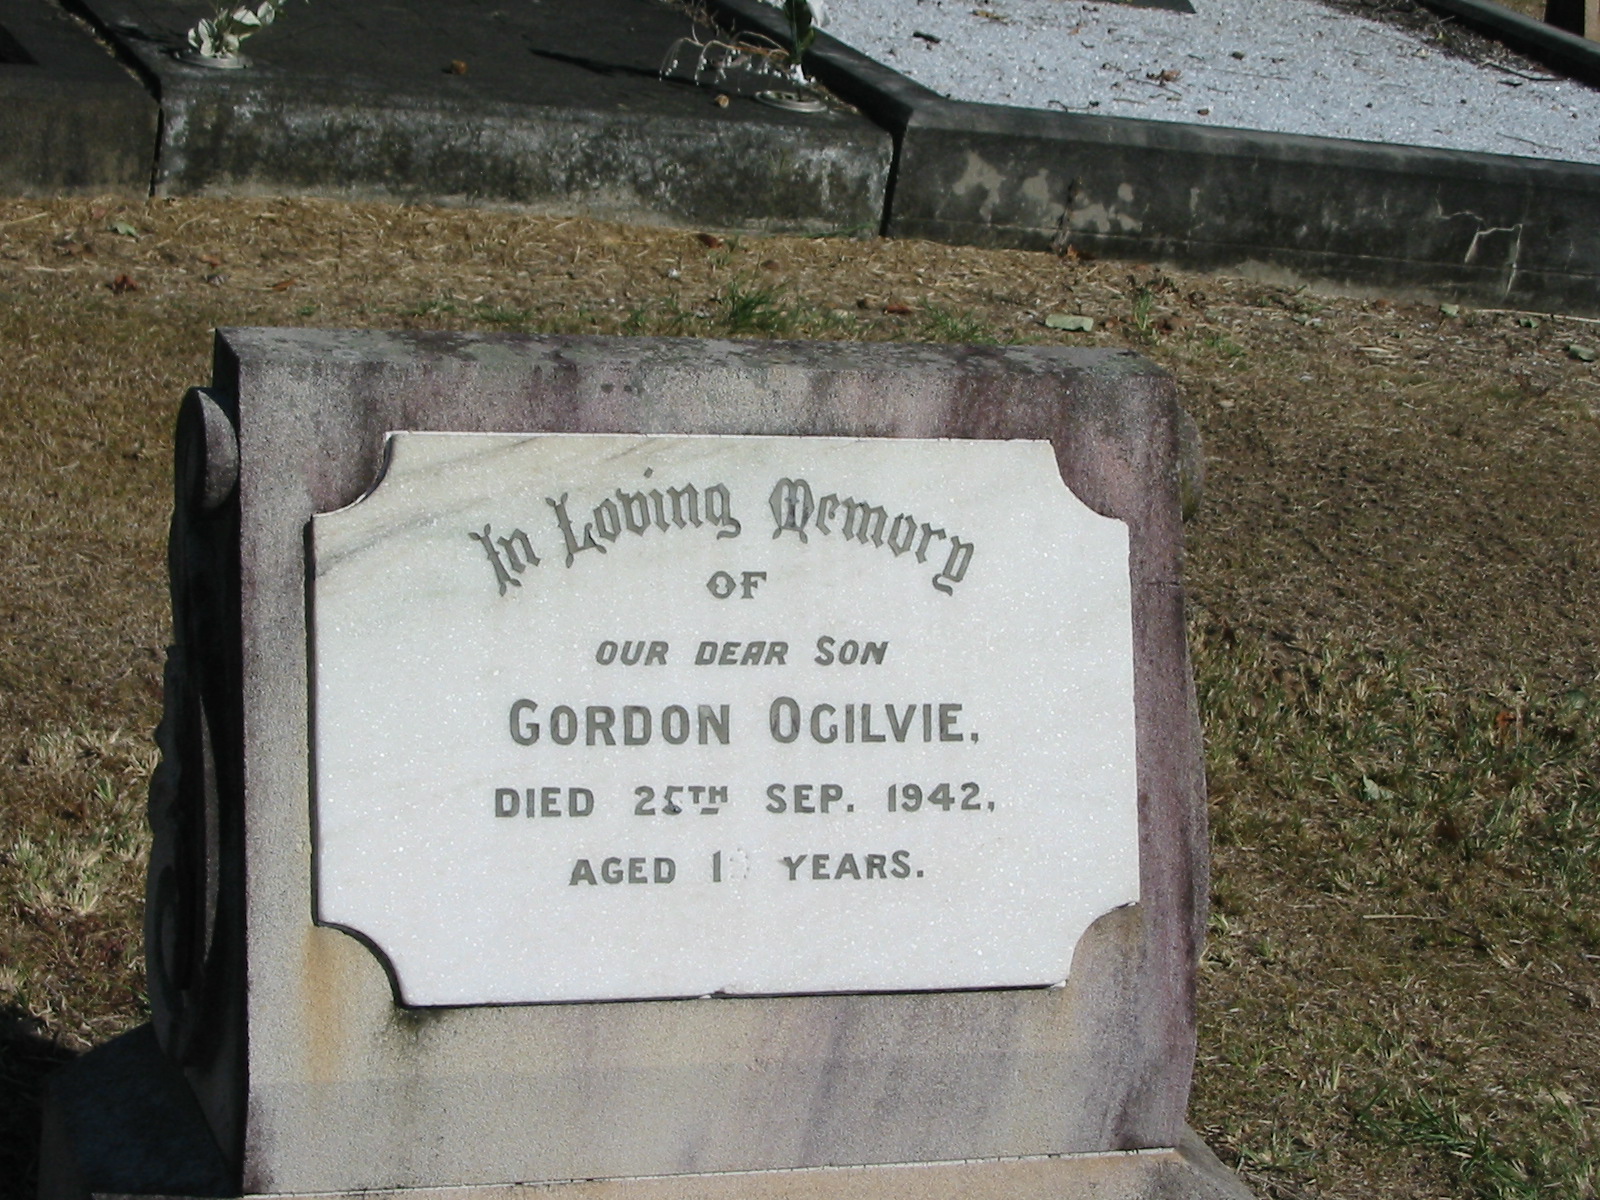 In Loving Memory
OF
OUR DEAR SON
GORDON OGILVIE,
DIED 25TH SEP. 1942,
AGED YEARS.